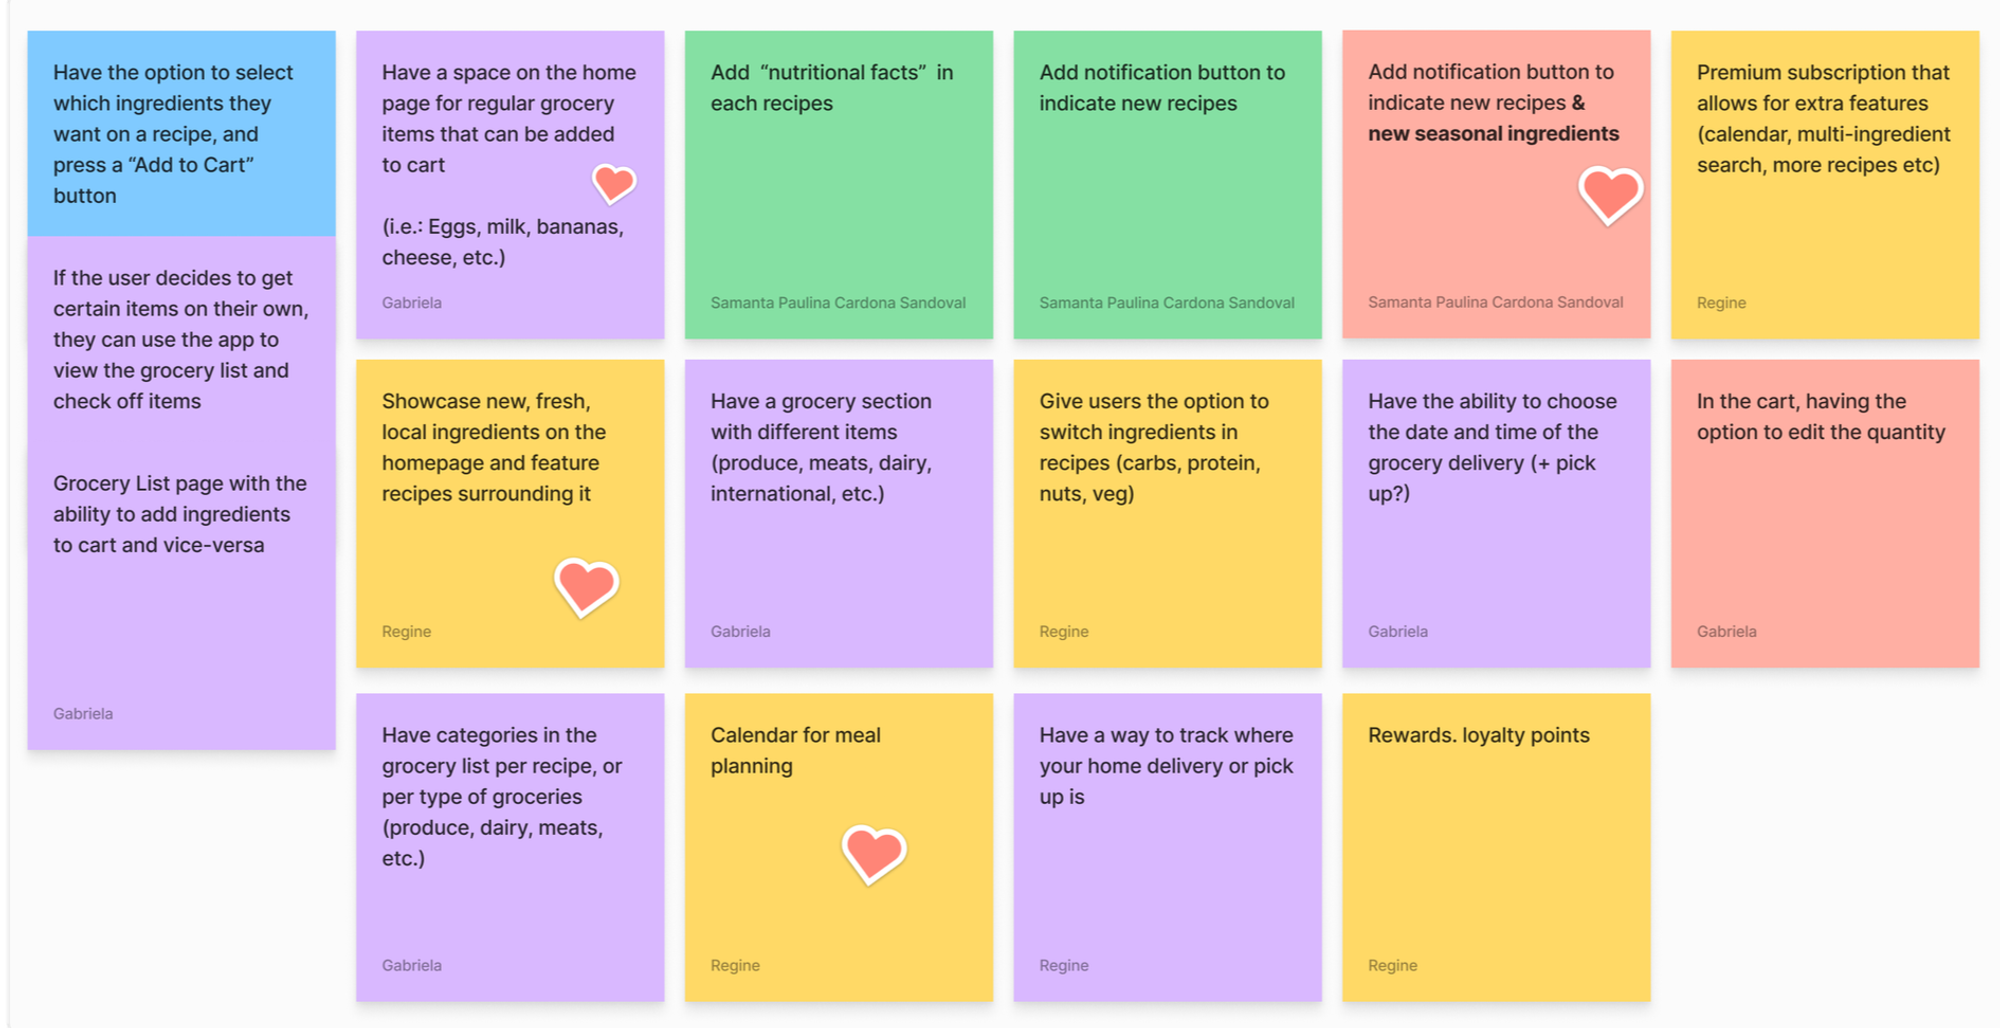 Have the option to select
which ingredients they
want on a recipe, and
press a “Add to Cart”
button
If the user decides to get
certain items on their own,
they can use the app to
view the grocery list and
check off items
Grocery List page with the
ability to add ingredients
to cart and vice-versa
Gabriela
Have a space on the home
page for regular grocery
items that can be added
to cart
(i.e.: Eggs, milk, bananas,
cheese, etc.)
Gabriela
Add “nutritional facts” in
each recipes
Samanta Paulina Cardona Sandoval
Add notification button to
indicate new recipes
Samanta Paulina Cardona Sandoval
Add notification button to
indicate new recipes &
new seasonal ingredients
Samanta Paulina Cardona Sandoval
Premium subscription that
allows for extra features
(calendar, multi-ingredient
search, more recipes etc)
Regine
Showcase new, fresh,
local ingredients on the
homepage and feature
recipes surrounding it
Regine
Have a grocery section
with different items
(produce, meats, dairy,
international, etc.)
Gabriela
Give users the option to
switch ingredients in
recipes (carbs, protein,
nuts, veg)
Regine
Have the ability to choose
the date and time of the
grocery delivery (+ pick
up?)
Gabriela
In the cart, having the
option to edit the quantity
Gabriela
Have categories in the
grocery list per recipe, or
per type of groceries
(produce, dairy, meats,
etc.)
Gabriela
Calendar for meal
planning
Regine
Have a way to track where
your home delivery or pick
up is
Regine
Rewards. loyalty points
Regine